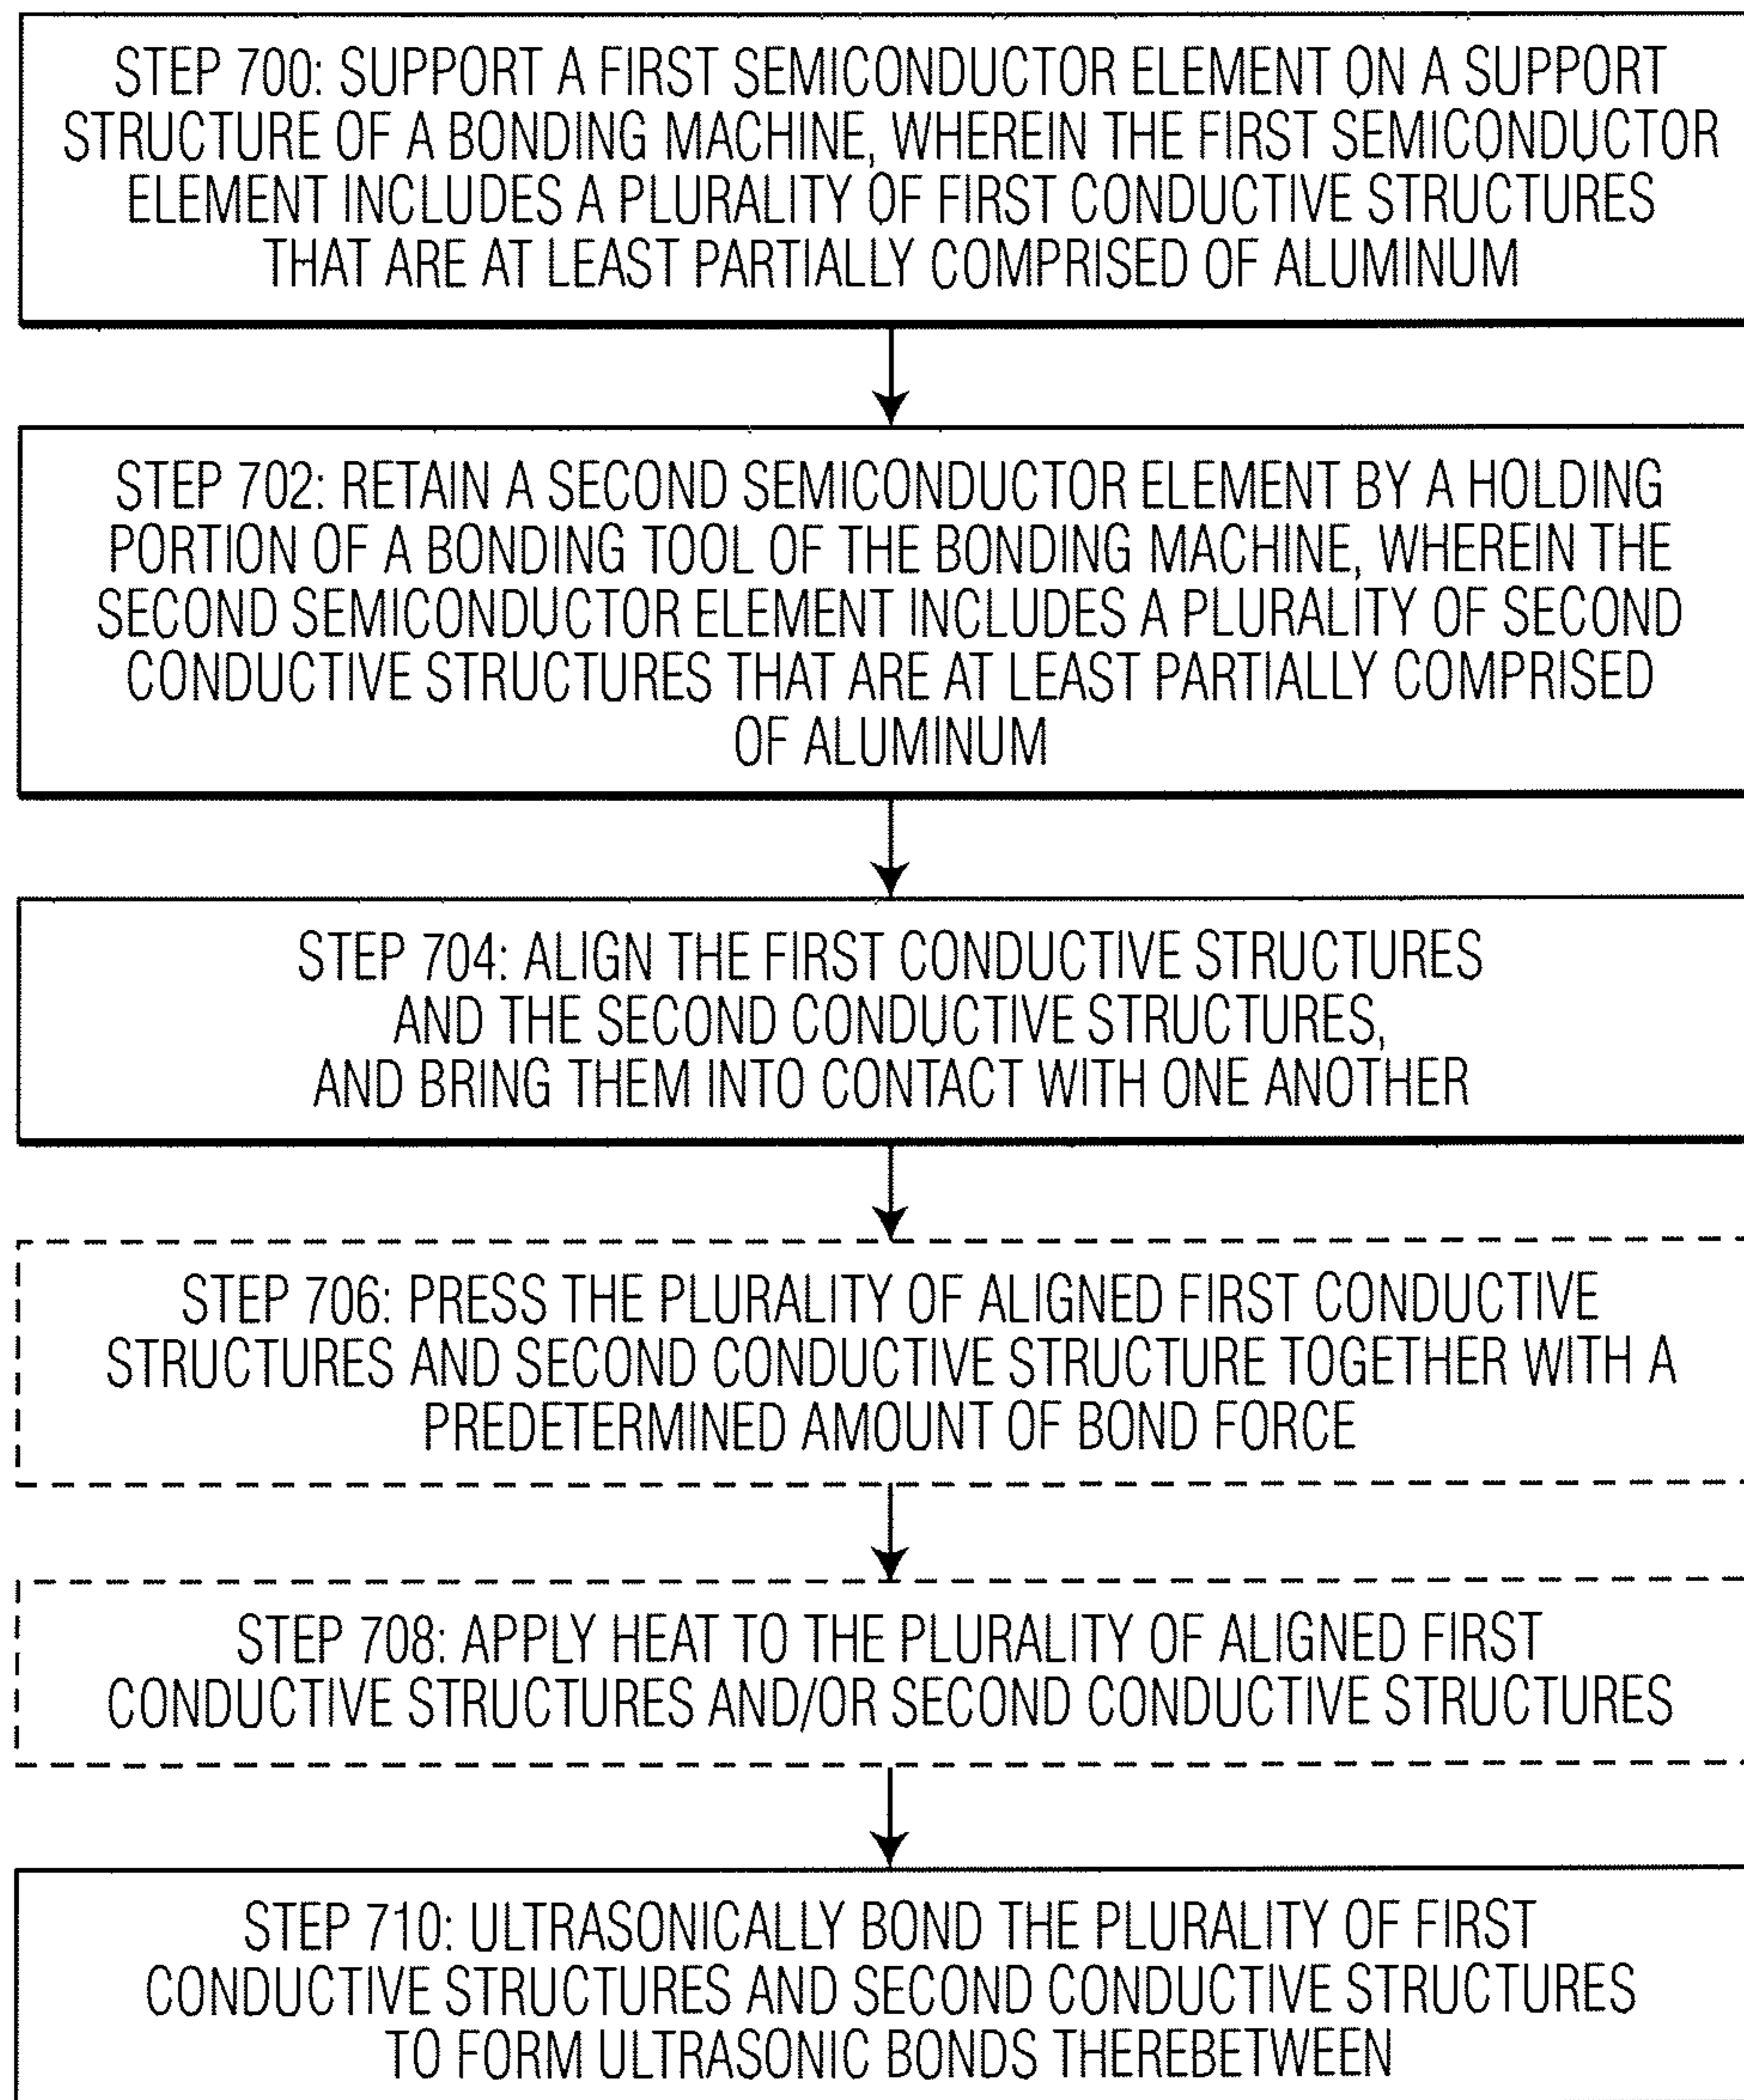 STEP 700: SUPPORT A FIRST SEMICONDUCTOR ELEMENT ON A SUPPORT
STRUCTURE OF A BONDING MACHINE, WHEREIN THE FIRST SEMICONDUCTOR
ELEMENT INCLUDES A PLURALITY OF FIRST CONDUCTIVE STRUCTURES
THAT ARE AT LEAST PARTIALLY COMPRISED OF ALUMINUM
STEP 702: RETAIN A SECOND SEMICONDUCTOR ELEMENT BY A HOLDING
PORTION OF A BONDING TOOL OF THE BONDING MACHINE, WHEREIN THE
SECOND SEMICONDUCTOR ELEMENT INCLUDES A PLURALITY OF SECOND
CONDUCTIVE STRUCTURES THAT ARE AT LEAST PARTIALLY COMPRISED
OF ALUMINUM
STEP 704: ALIGN THE FIRST CONDUCTIVE STRUCTURES
AND THE SECOND CONDUCTIVE STRUCTURES,
AND BRING THEM INTO CONTACT WITH ONE ANOTHER
STEP 706: PRESS THE PLURALITY OF ALIGNED FIRST CONDUCTIVE
STRUCTURES AND SECOND CONDUCTIVE STRUCTURE TOGETHER WITH A
PREDETERMINED AMOUNT OF BOND FORCE
STEP 708: APPLY HEAT TO THE PLURALITY OF ALIGNED FIRST
CONDUCTIVE STRUCTURES AND/OR SECOND CONDUCTIVE STRUCTURES
STEP 710: ULTRASONICALLY BOND THE PLURALITY OF FIRST
CONDUCTIVE STRUCTURES AND SECOND CONDUCTIVE STRUCTURES
TO FORM ULTRASONIC BONDS THEREBETWEEN